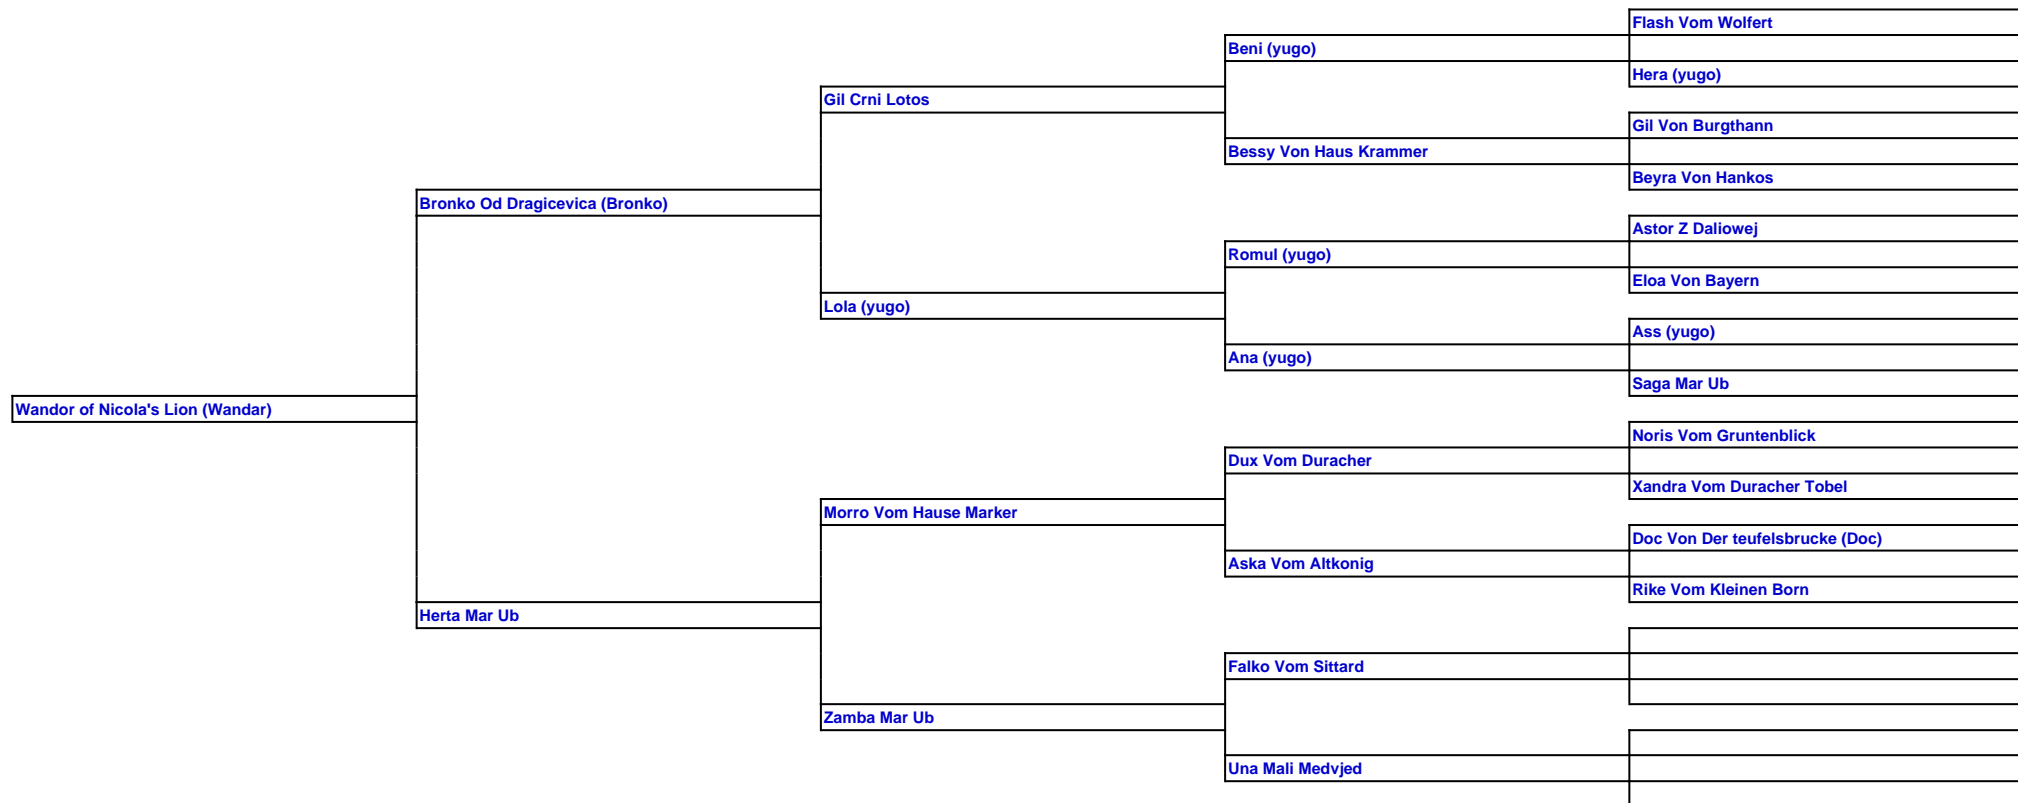 Flash Vom Wolfert
Beni (yugo)
Hera (yugo)
Gil Crni Lotos
Gil Von Burgthann
Bessy Von Haus Krammer
Beyra Von Hankos
Bronko Od Dragicevica (Bronko)
Astor Z Daliowej
Romul (yugo)
Eloa Von Bayern
Lola (yugo)
Ass (yugo)
Ana (yugo)
Saga Mar Ub
Wandor of Nicola's Lion (Wandar)
Noris Vom Gruntenblick
Dux Vom Duracher
Xandra Vom Duracher Tobel
Morro Vom Hause Marker
Doc Von Der teufelsbrucke (Doc)
Aska Vom Altkonig
Rike Vom Kleinen Born
Herta Mar Ub
Falko Vom Sittard
Zamba Mar Ub
Una Mali Medvjed